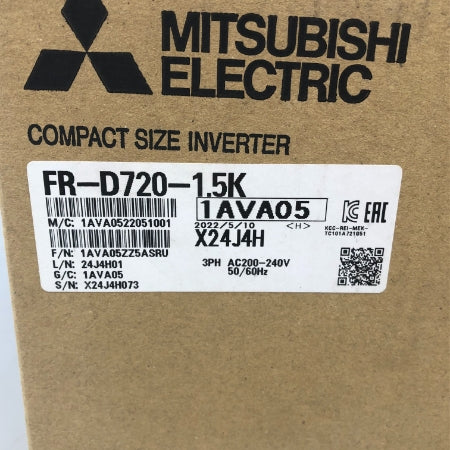 MITSUBISHI
ELECTRIC
COMPACT SIZE INVERTER
FR-D720-1.5K
1AVA05
M/C: 1AVA0522051001
2022/5/10 <H>
X24J4H
KCC-REI-MEK-
TC101A721051
EAC
F/N: 1AVA05ZZ5ASRU
L/N: 24J4H01
G/C: 1AVA05
S/N: X24J4H073
3PH AC200-240V
50/60Hz